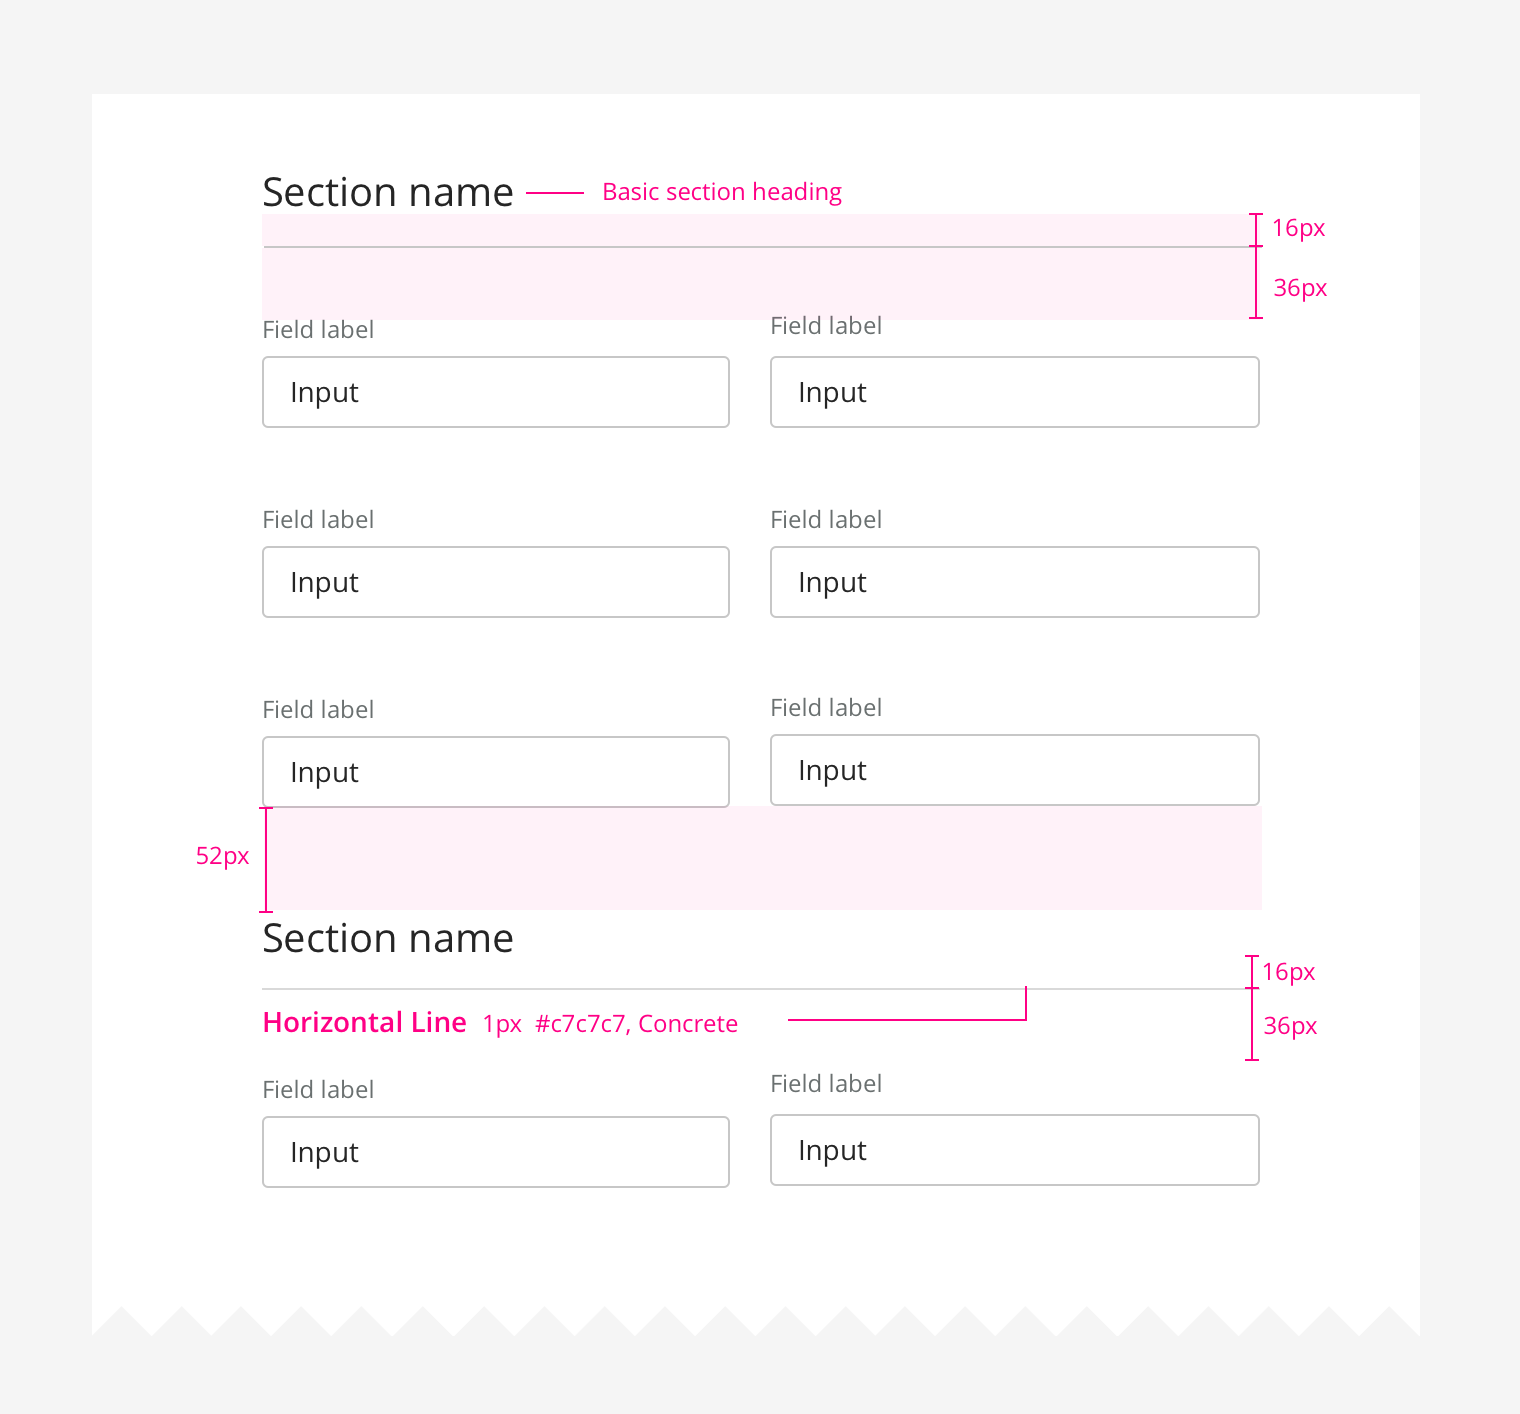 Section name Basic section heading
16px
36px
Field label Field label
Input Input
Field label Field label
Input Input
Field label Field label
Input Input
52px
Section name
16px
Horizontal Line 1px #c7c7c7, Concrete
36px
Field label Field label
Input Input